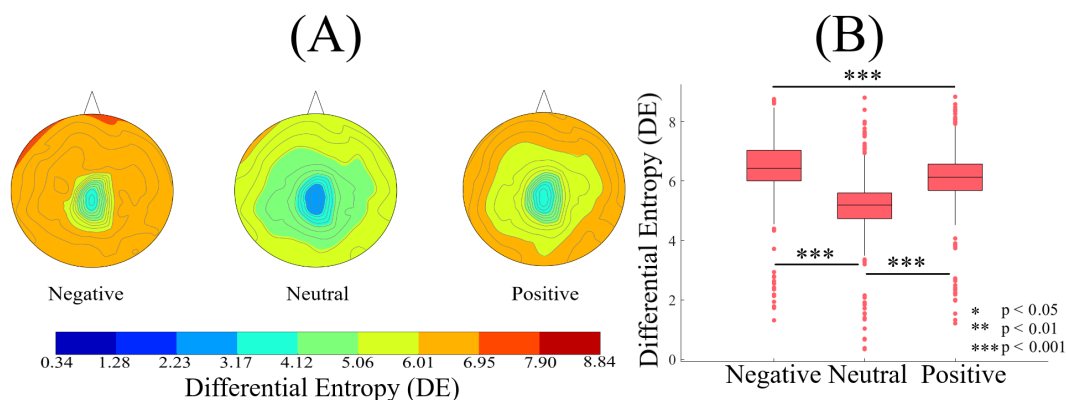 (A)
Negative
Neutral
Positive
0.34 1.28 2.23 3.17 4.12 5.06 6.01 6.95 7.90 8.84
Differential Entropy (DE)
(B)
Differential Entropy (DE)
8
6
4
2
0
***
***
***
* p < 0.05
** p < 0.01
*** p < 0.001
Negative Neutral Positive